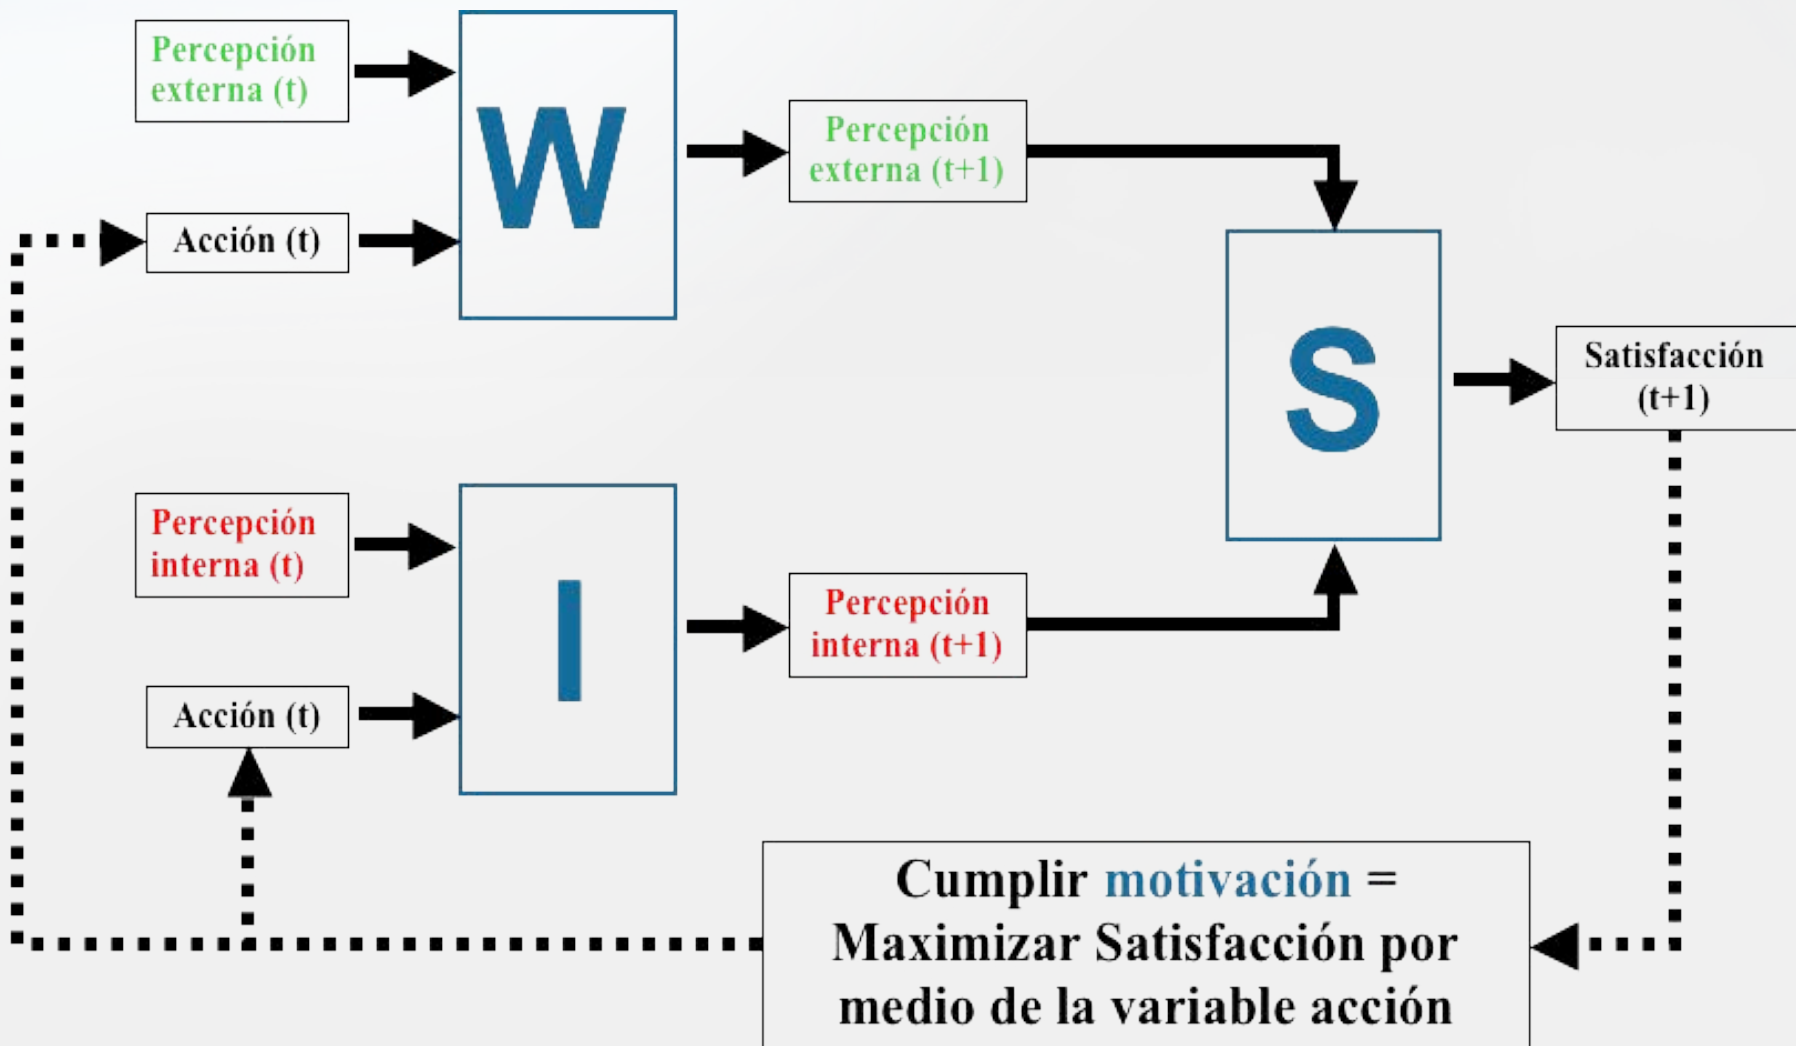 Percepción
externa (t)
W
Percepción
externa (t+1)
Acción (t)
S
Satisfacción
(t+1)
Percepción
interna (t)
I
Percepción
interna (t+1)
Acción (t)
Cumplir motivación =
Maximizar Satisfacción por
medio de la variable acción